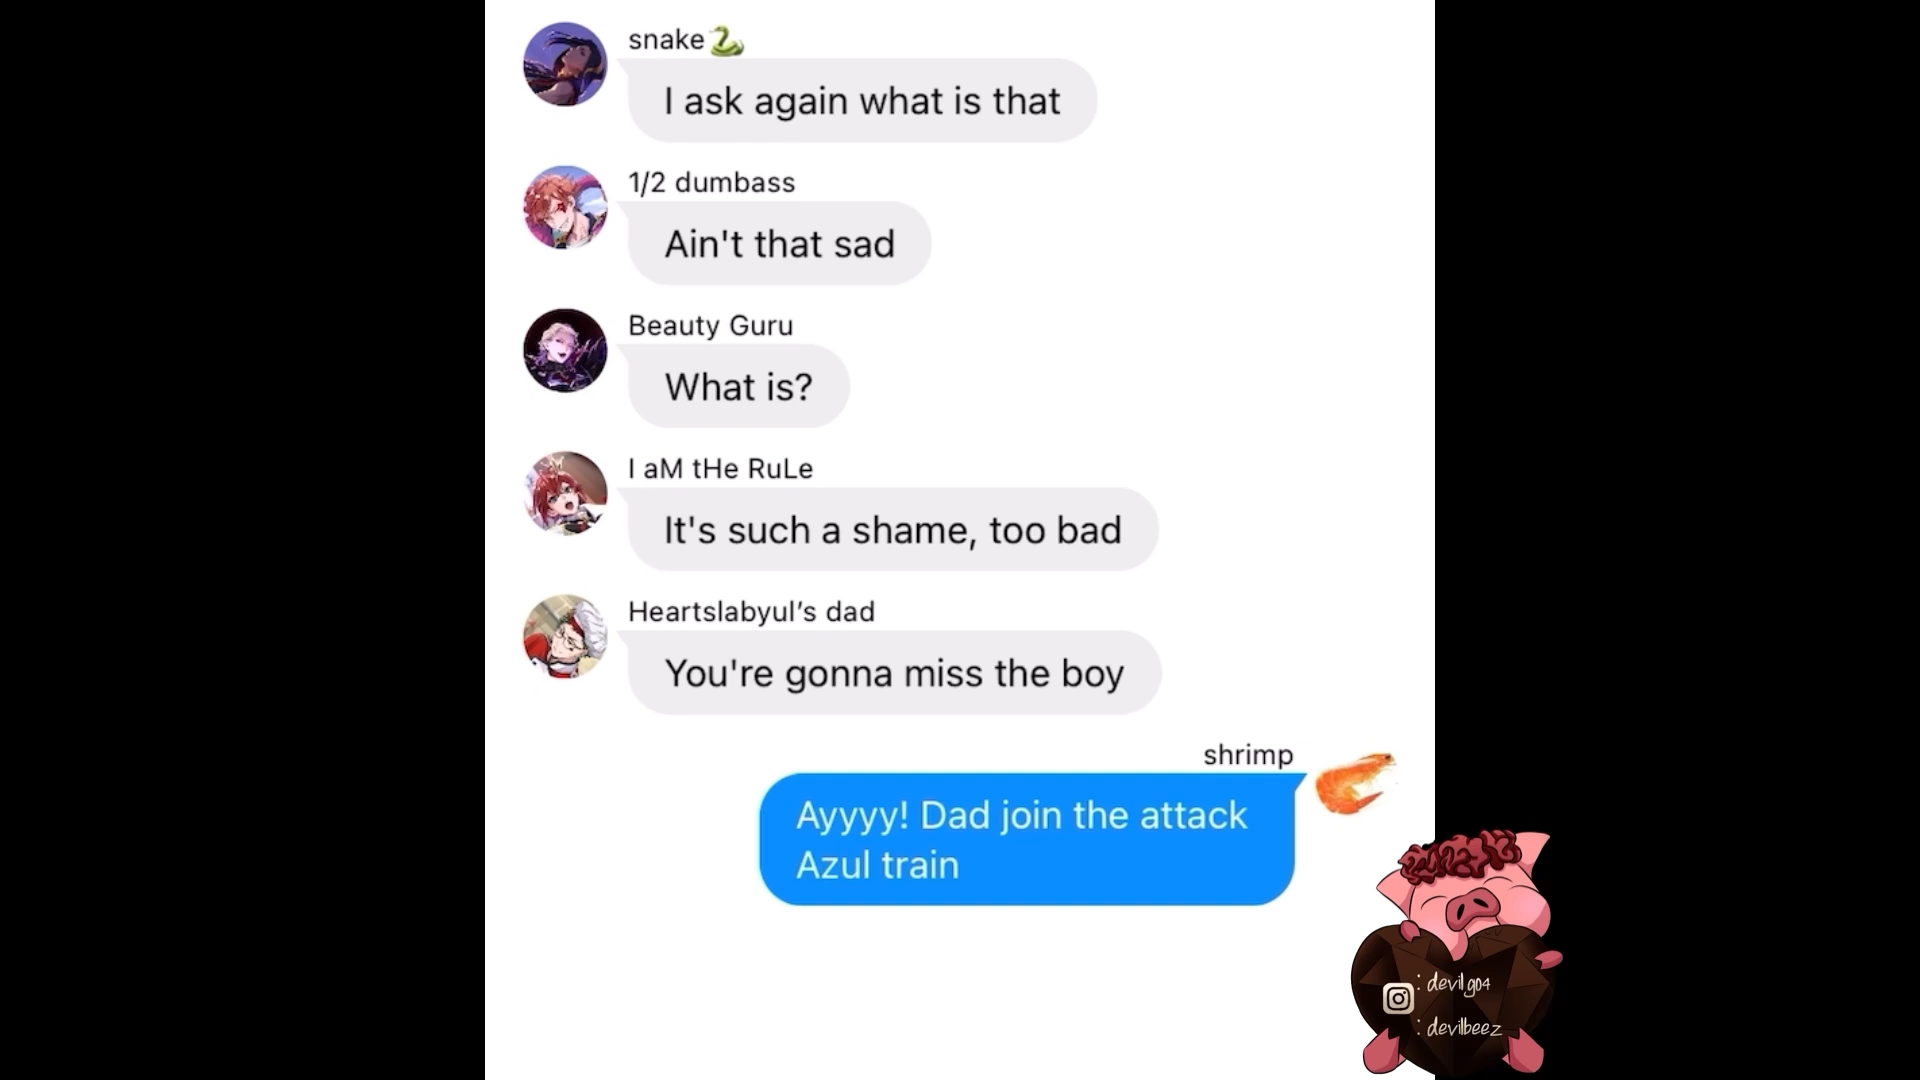 snake🐍
I ask again what is that
1/2 dumbass
Ain't that sad
Beauty Guru
What is?
I aM tHe RuLe
It's such a shame, too bad
Heartslabyul’s dad
You're gonna miss the boy
shrimp
Ayyyy! Dad join the attack
Azul train
: devilg04
: devilbeez